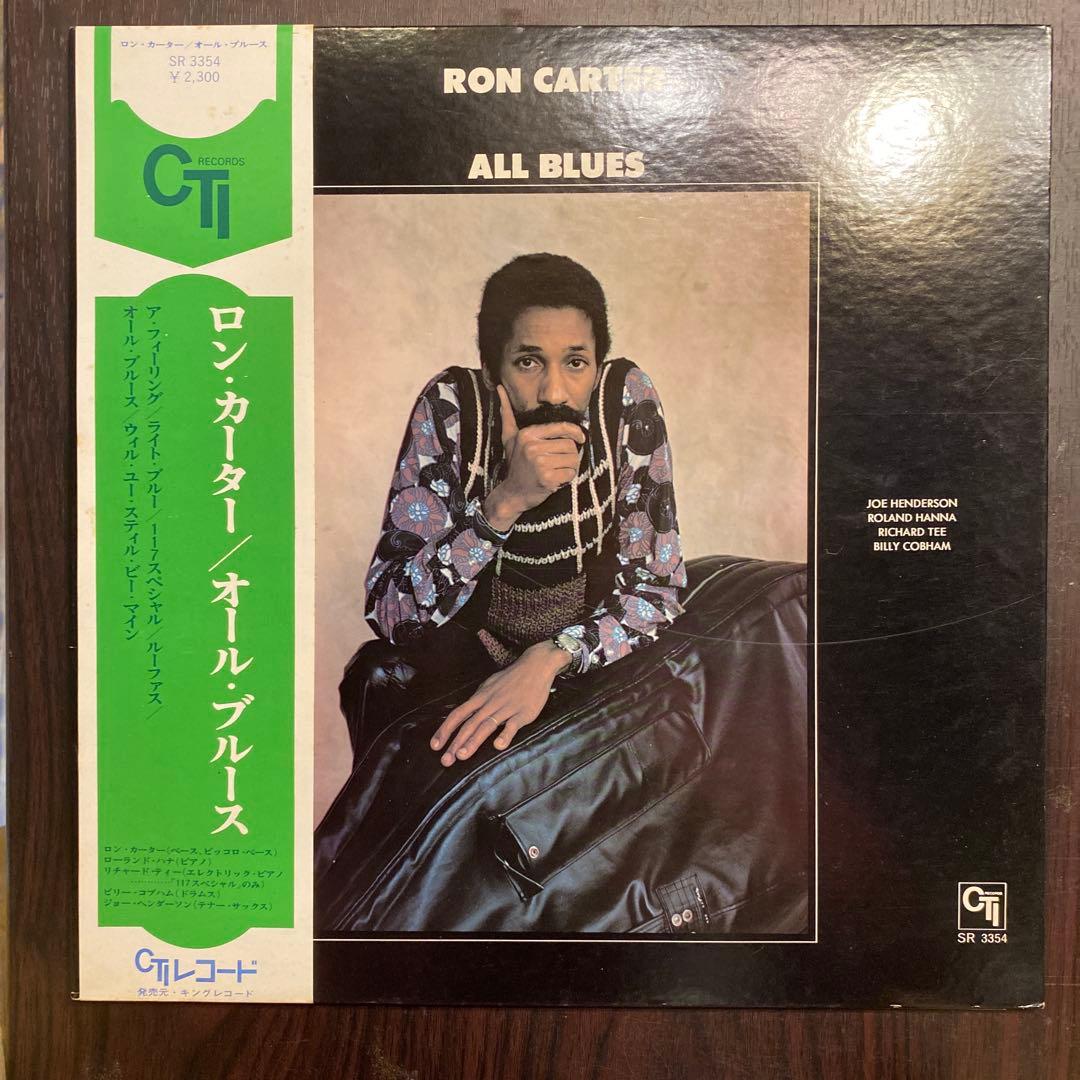 ロン・カーター/オール・ブルース
SR 3354
¥ 2,300
CTI RECORDS
ロン・カーター/オール・ブルース
ア・フィーリング/ライト・ブルー/117スペシャル/ルーファス/
オール・ブルース/ウィル・ユー・スティル・ビー・マイン
ロン・カーター(ベース、ピッコロ・ベース)
ローランド・ハナ(ピアノ)
リチャード・ティー(エレクトリック・ピアノ
…………「117スペシャル」のみ)
ビリー・コブハム(ドラムス)
ジョー・ヘンダーソン(テナー・サックス)
CTIレコード
発売元・キングレコード
RON CARTER
ALL BLUES
JOE HENDERSON
ROLAND HANNA
RICHARD TEE
BILLY COBHAM
CTI RECORDS
SR 3354